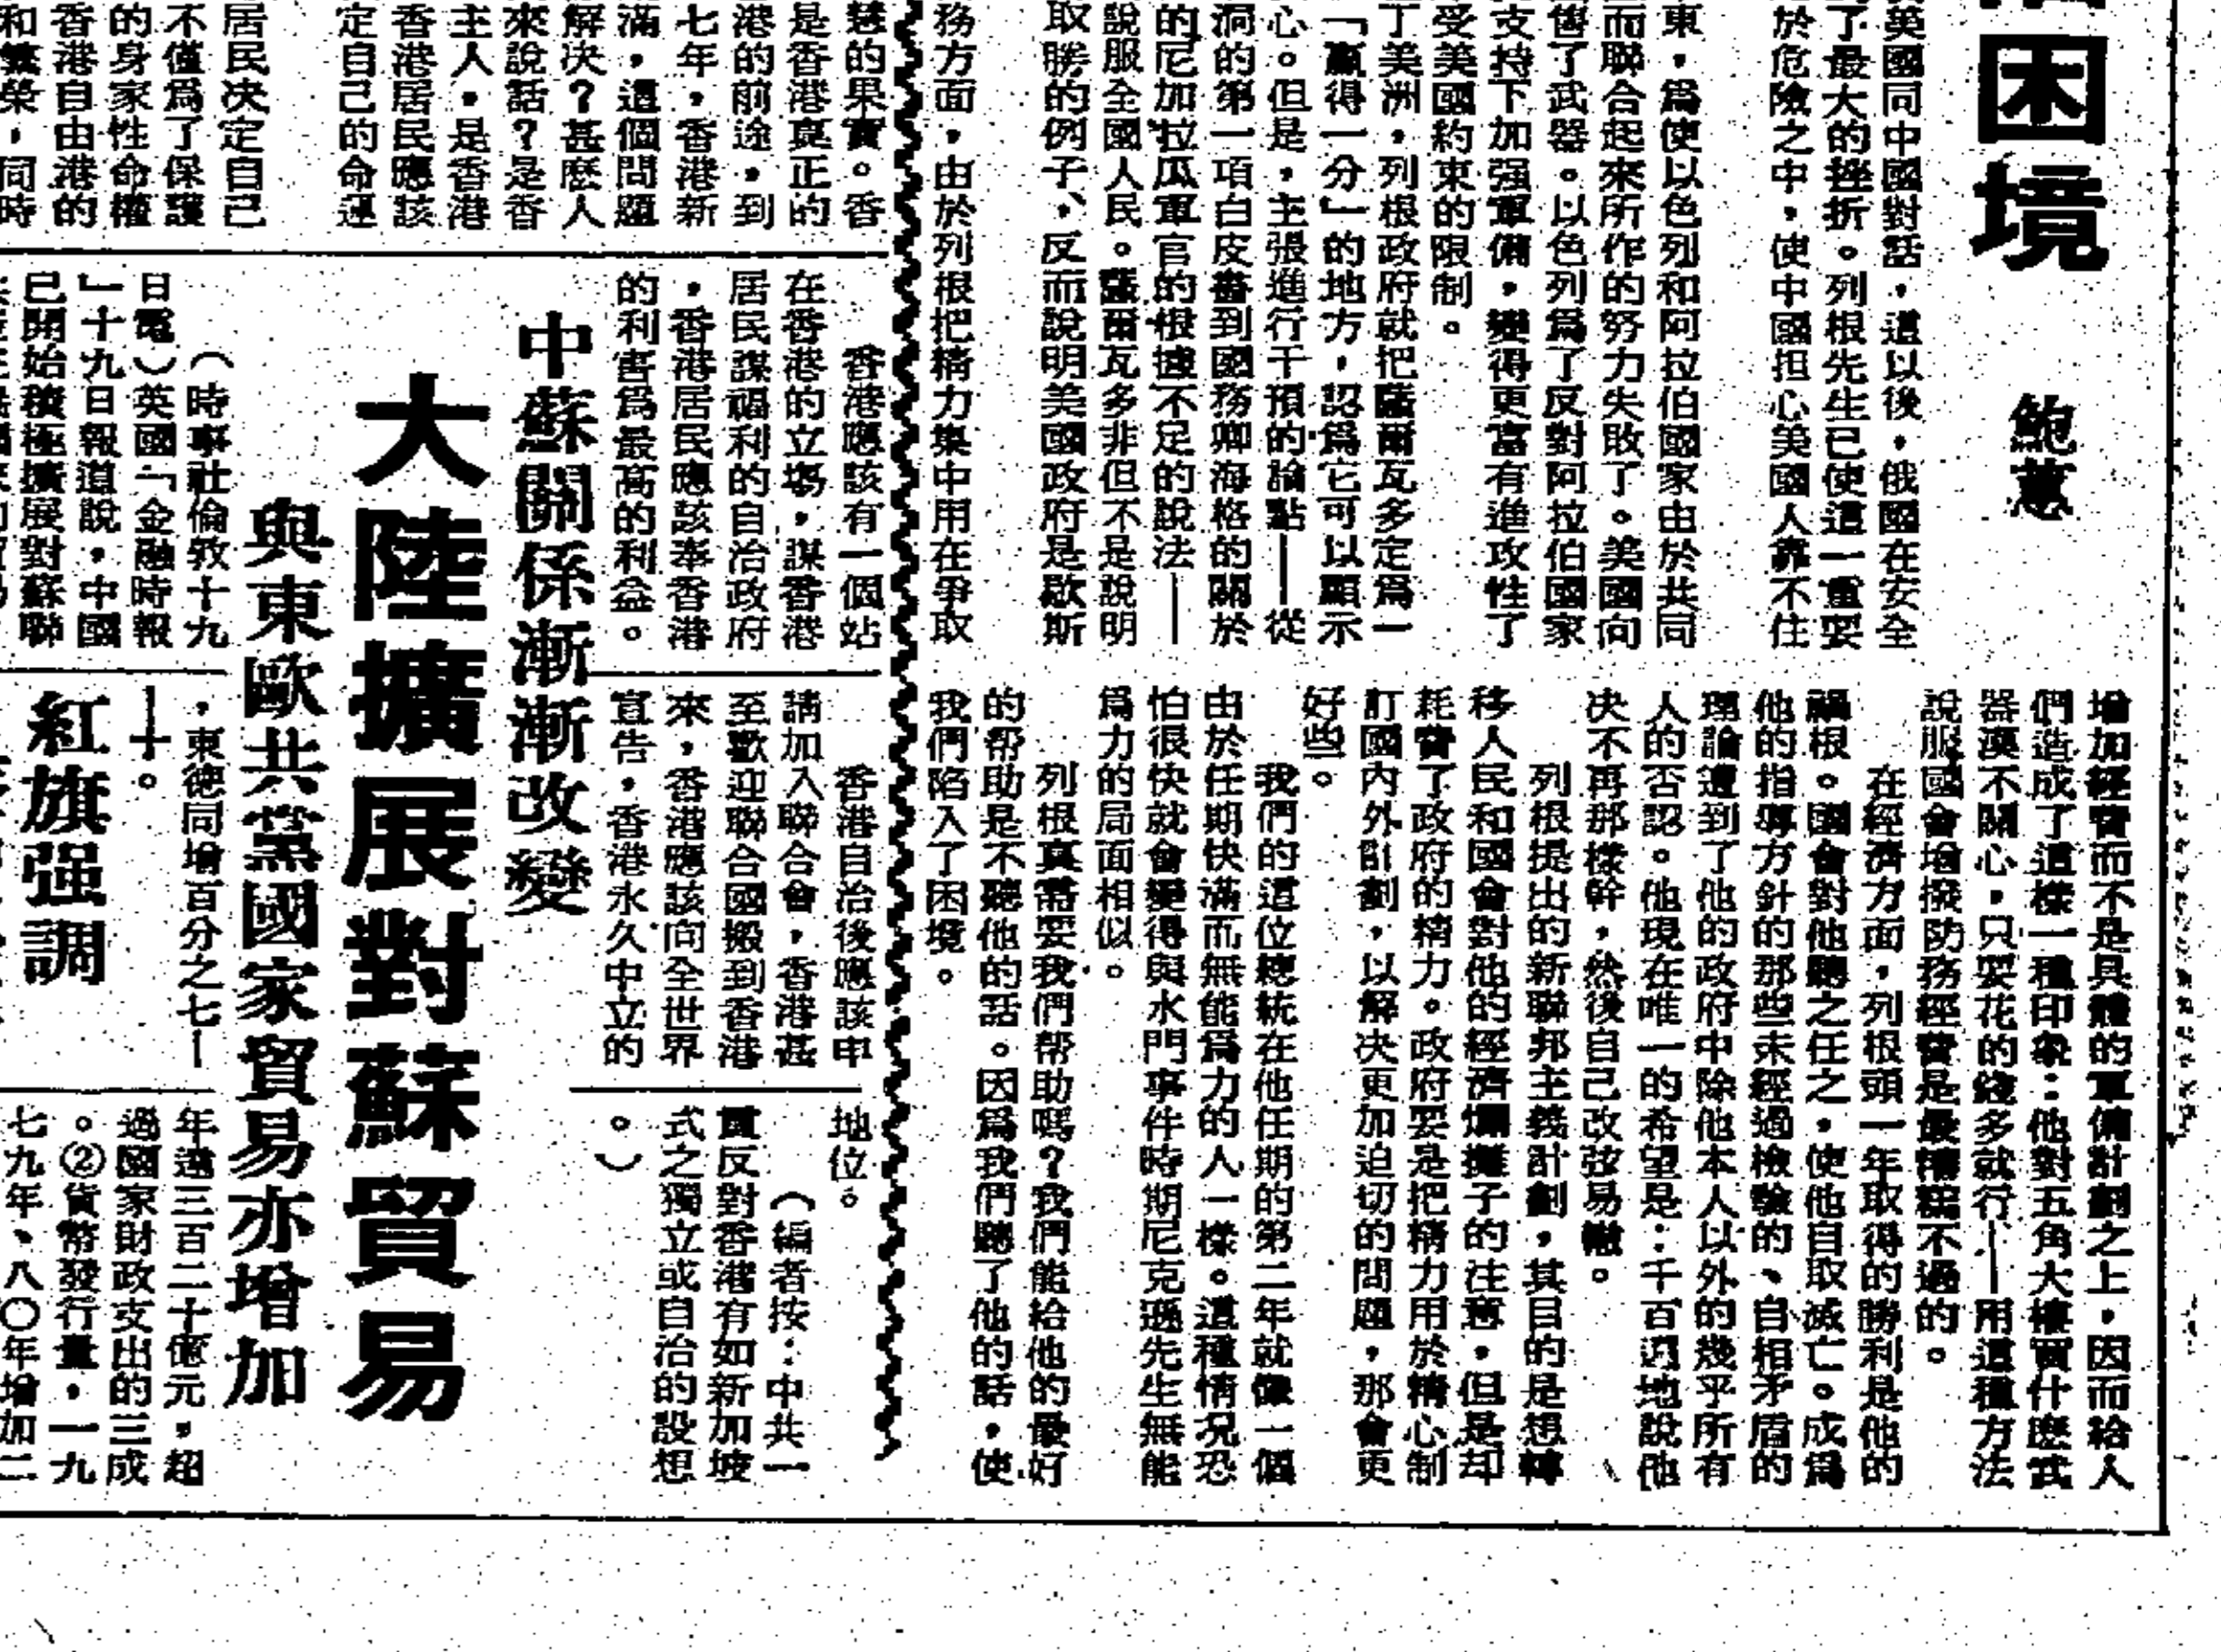 困境
鮑蕙
英國同中國對話，這以後，俄國在安全
了最大的挫折。列根先生已使這一重要
於危險之中，使中國担心美國人靠不住
東，爲使以色列和阿拉伯國家由於共同
而聯合起來所作的努力失敗了。美國向
售了武器。以色列爲了反對阿拉伯國家
支持下加强軍備，變得更富有進攻性了
受美國約束的限制。
丁美洲，列根政府就把薩爾瓦多定爲一
「贏得一分」的地方，認爲它可以顯示
心。但是，主張進行干預的論點——從
洞的第一項白皮書到國務卿海格的關於
的尼加拉瓜軍官的根據不足的說法——
說服全國人民。薩爾瓦多非但不是說明
取勝的例子、反而說明美國政府是歇斯
務方面，由於列根把精力集中用在爭取
增加經費而不是具體的軍備計劃之上，因而給人
們造成了這樣一種印象：他對五角大樓買什麽武
器漠不關心，只要花的錢多就行——用這種方法
說服國會增撥防務經費是最糟糕不過的。
在經濟方面，列根頭一年取得的勝利是他的
禍根。國會對他聽之任之，使他自取滅亡。成爲
他的指導方針的那些未經過檢驗的、自相矛盾的
理論遭到了他的政府中除他本人以外的幾乎所有
人的否認。他現在唯一的希望是：千百遍地說他
决不再那樣幹，然後自己改弦易轍。
列根提出的新聯邦主義計劃，其目的是想轉
移人民和國會對他的經濟爛攤子的注意，但是却
耗費了政府的精力。政府要是把精力用於精心制
訂國內外計劃，以解决更加迫切的問題，那會更
好些。
我們的這位總統在他任期的第二年就像一個
由於任期快滿而無能爲力的人一樣。這種情況恐
怕很快就會變得與水門事件時期尼克遜先生無能
爲力的局面相似。
列根真需要我們幫助嗎？我們能給他的最好
的幫助是不聽他的話。因爲我們聽了他的話，使
我們陷入了困境。
慧的果實。香
是香港真正的
港的前途，到
七年，香港新
滿，這個問題
解决？甚麽人
來說話？是香
主人，是香港
香港居民應該
定自己的命運
居民决定自己
不僅爲了保護
的身家性命權
香港自由港的
和繁榮，同時
香港應該有一個站
在香港的立場，謀香港
居民謀福利的自治政府
，香港居民應該奉香港
的利害爲最高的利益。
香港自治後應該申
請加入聯合會，香港甚
至歡迎聯合國搬到香港
來，香港應該向全世界
宣告，香港永久中立的
地位。
（編者按：中共一
貫反對香港有如新加坡
式之獨立或自治的設想
。）
中蘇關係漸漸改變
大陸擴展對蘇貿易
與東歐共黨國家貿易亦增加
（時事社倫敦十九
日電）英國「金融時報
」十九日報道說，中國
已開始積極擴展對蘇聯
，東德同增百分之七—
—十。
紅旗强調
年達三百二十億元，超
過國家財政支出的三成
。②貨幣發行量，一九
七九年、八〇年增加二